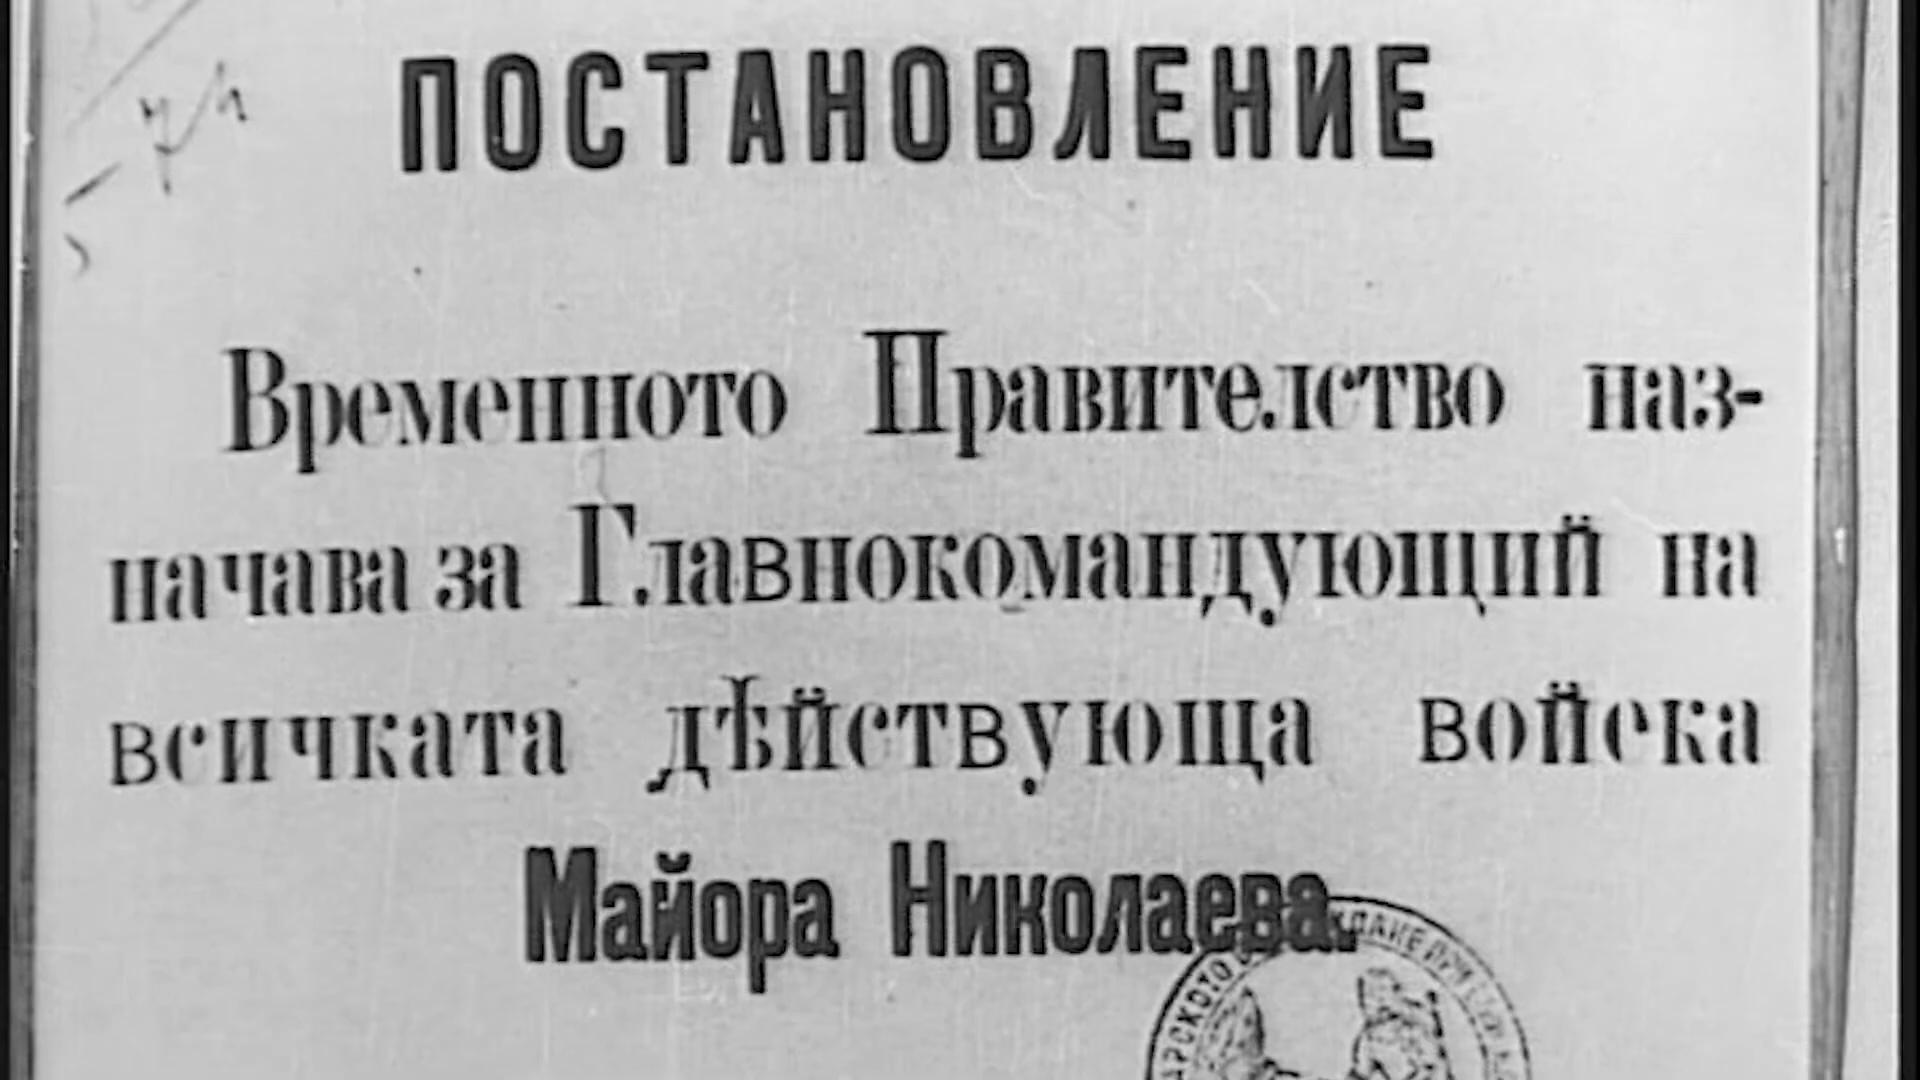 ПОСТАНОВЛЕНИЕ
Временното Правителство наз-
начава за Главнокомандующий на
всичката дѣйствующа войска
Майора Николаева.